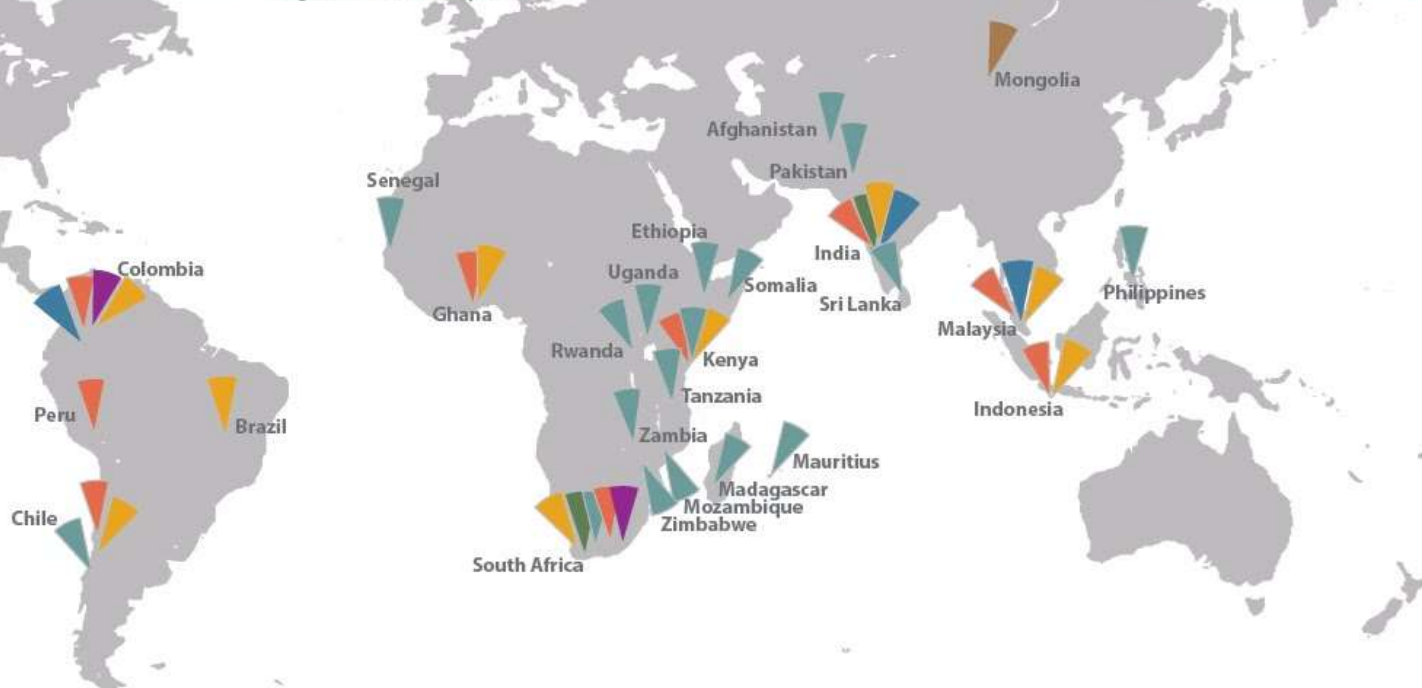 Mongolia
Afghanistan
Pakistan
Senegal
Ethiopia
India
Colombia
Uganda
Somalia
Philippines
Sri Lanka
Ghana
Malaysia
Rwanda
Kenya
Tanzania
Indonesia
Peru
Brazil
Zambia
Mauritius
Madagascar
Mozambique
Chile
Zimbabwe
South Africa